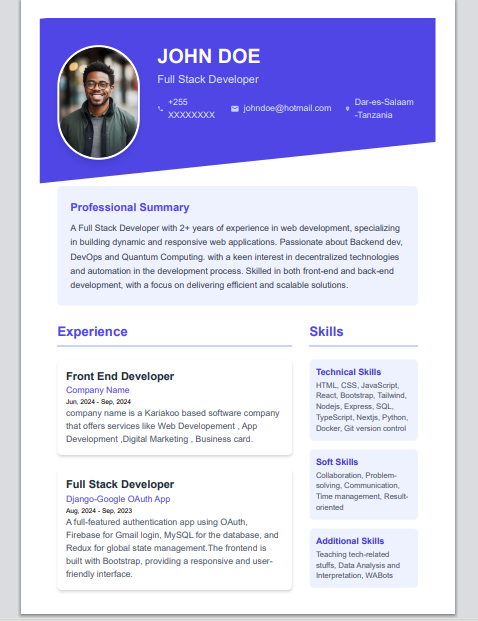 JOHN DOE
Full Stack Developer
+255
XXXXXXXX
johndoe@hotmail.com
Dar-es-Salaam
-Tanzania
Professional Summary
A Full Stack Developer with 2+ years of experience in web development, specializing
in building dynamic and responsive web applications. Passionate about Backend dev,
DevOps and Quantum Computing. with a keen interest in decentralized technologies
and automation in the development process. Skilled in both front-end and back-end
development, with a focus on delivering efficient and scalable solutions.
Experience
Front End Developer
Company Name
Jun, 2024 - Sep, 2024
company name is a Kariakoo based software company
that offers services like Web Developement , App
Development ,Digital Marketing , Business card.
Full Stack Developer
Django-Google OAuth App
Aug, 2024 - Sep, 2023
A full-featured authentication app using OAuth,
Firebase for Gmail login, MySQL for the database, and
Redux for global state management.The frontend is
built with Bootstrap, providing a responsive and user-
friendly interface.
Skills
Technical Skills
HTML, CSS, JavaScript,
React, Bootstrap, Tailwind,
Nodejs, Express, SQL,
TypeScript, Nextjs, Python,
Docker, Git version control
Soft Skills
Collaboration, Problem-
solving, Communication,
Time management, Result-
oriented
Additional Skills
Teaching tech-related
stuffs, Data Analysis and
Interpretation, WABots